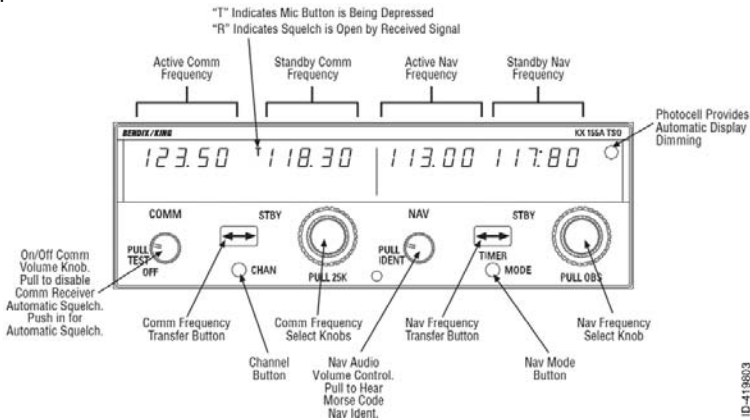 "T" Indicates Mic Button is Being Depressed
"R" Indicates Squelch is Open by Received Signal
Active Comm
Frequency
Standby Comm
Frequency
Active Nav
Frequency
Standby Nav
Frequency
Photocell Provides
Automatic Display
Dimming
BENDIX/KING
KX 155A TSO
123.50 T 118.30 113.00 117.80
COMM
STBY
NAV
STBY
PULL
TEST
OFF
CHAN
PULL 25K
PULL
IDENT
TIMER
MODE
PULL OBS
On/Off Comm
Volume Knob.
Pull to disable
Comm Receiver
Automatic Squelch.
Push in for
Automatic Squelch.
Comm Frequency
Transfer Button
Channel
Button
Comm Frequency
Select Knobs
Nav Audio
Volume Control.
Pull to Hear
Morse Code
Nav Ident.
Nav Frequency
Transfer Button
Nav Mode
Button
Nav Frequency
Select Knob
ID-419803